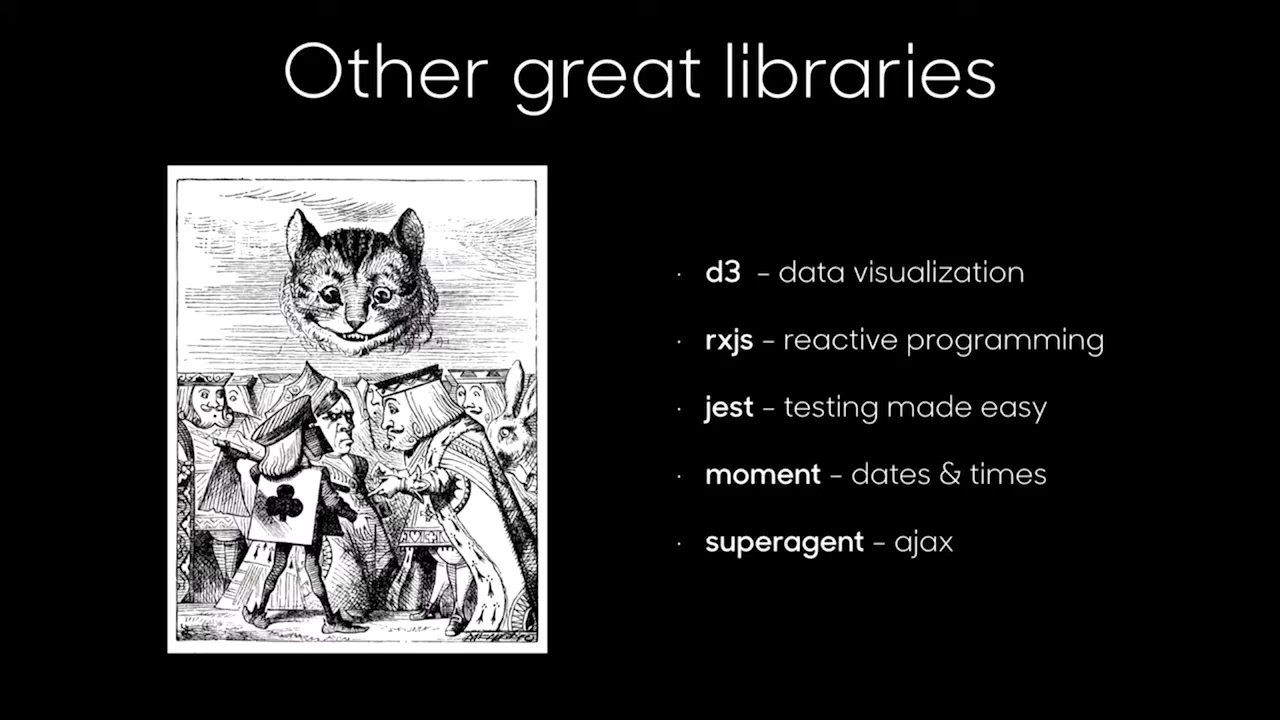 Other great libraries
· d3 – data visualization
· rxjs – reactive programming
· jest – testing made easy
· moment – dates & times
· superagent – ajax